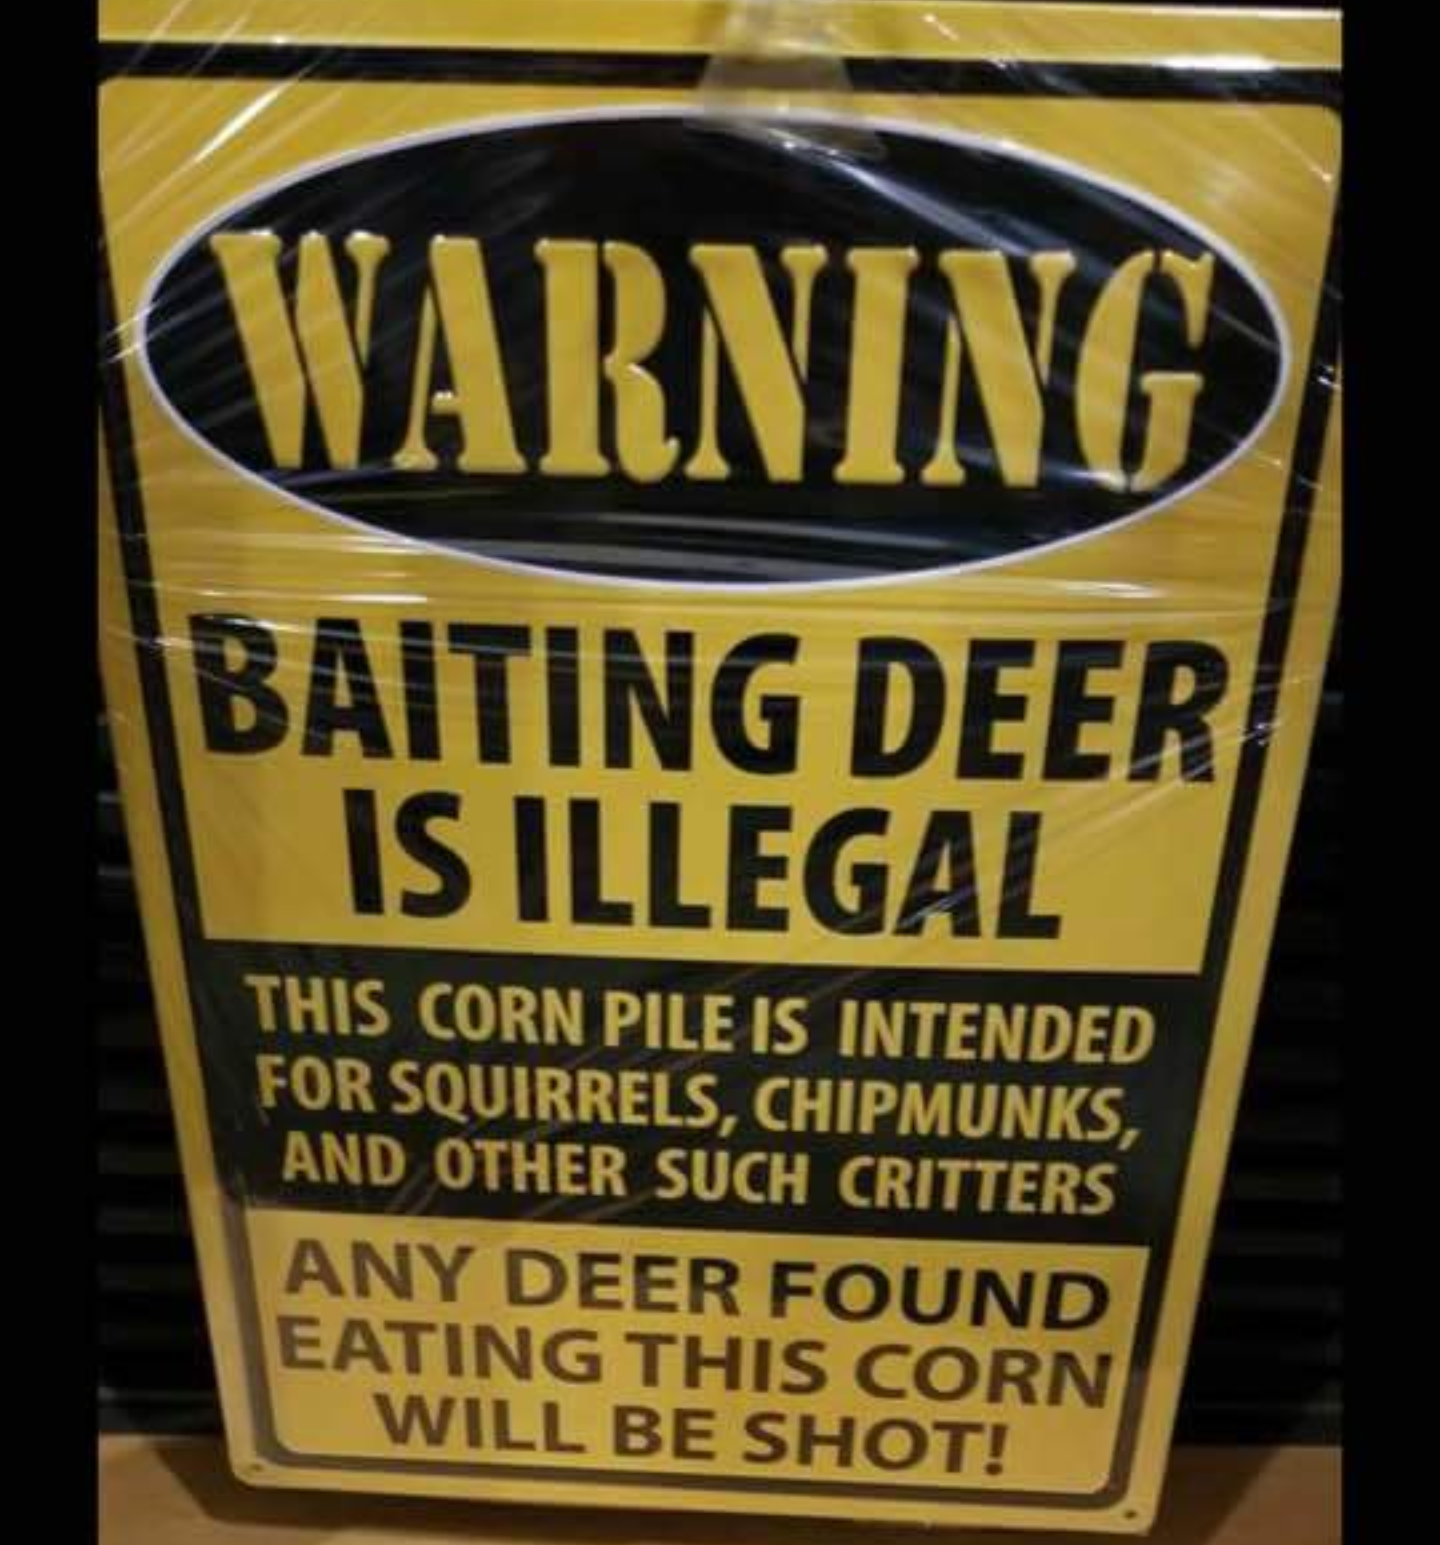 WARNING
BAITING DEER
IS ILLEGAL
THIS CORN PILE IS INTENDED
FOR SQUIRRELS, CHIPMUNKS,
AND OTHER SUCH CRITTERS
ANY DEER FOUND
EATING THIS CORN
WILL BE SHOT!